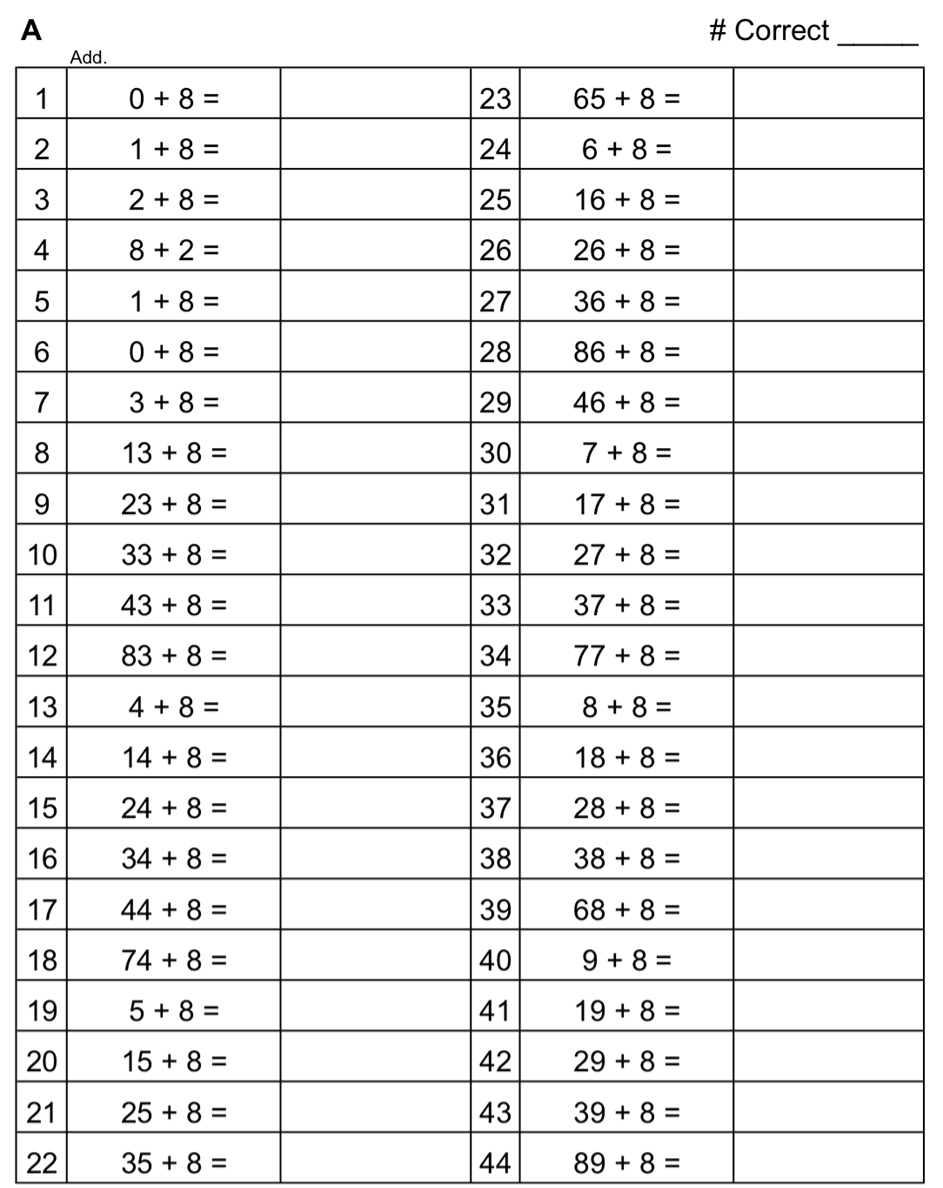 A # Correct _____
Add.
1 0 + 8 = 23 65 + 8 =
2 1 + 8 = 24 6 + 8 =
3 2 + 8 = 25 16 + 8 =
4 8 + 2 = 26 26 + 8 =
5 1 + 8 = 27 36 + 8 =
6 0 + 8 = 28 86 + 8 =
7 3 + 8 = 29 46 + 8 =
8 13 + 8 = 30 7 + 8 =
9 23 + 8 = 31 17 + 8 =
10 33 + 8 = 32 27 + 8 =
11 43 + 8 = 33 37 + 8 =
12 83 + 8 = 34 77 + 8 =
13 4 + 8 = 35 8 + 8 =
14 14 + 8 = 36 18 + 8 =
15 24 + 8 = 37 28 + 8 =
16 34 + 8 = 38 38 + 8 =
17 44 + 8 = 39 68 + 8 =
18 74 + 8 = 40 9 + 8 =
19 5 + 8 = 41 19 + 8 =
20 15 + 8 = 42 29 + 8 =
21 25 + 8 = 43 39 + 8 =
22 35 + 8 = 44 89 + 8 =